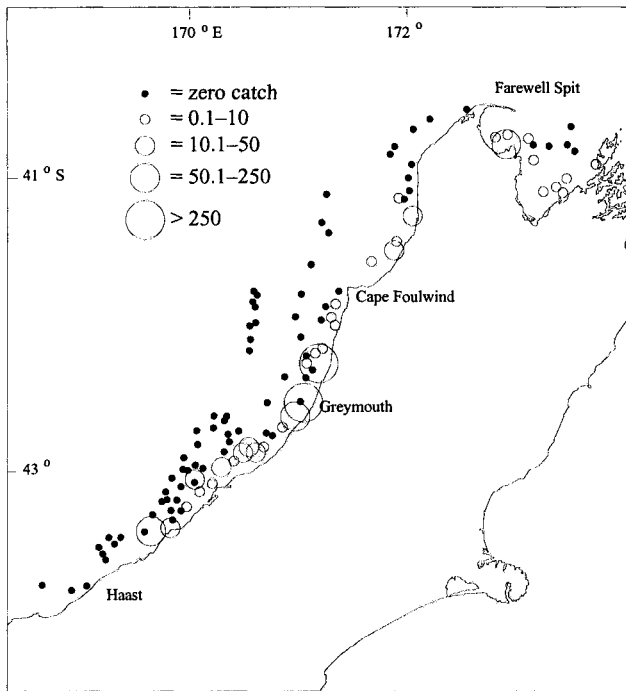 170 ° E
172 °
Farewell Spit
= zero catch
= 0.1–10
= 10.1–50
= 50.1–250
> 250
41 ° S
Cape Foulwind
Greymouth
43 °
Haast